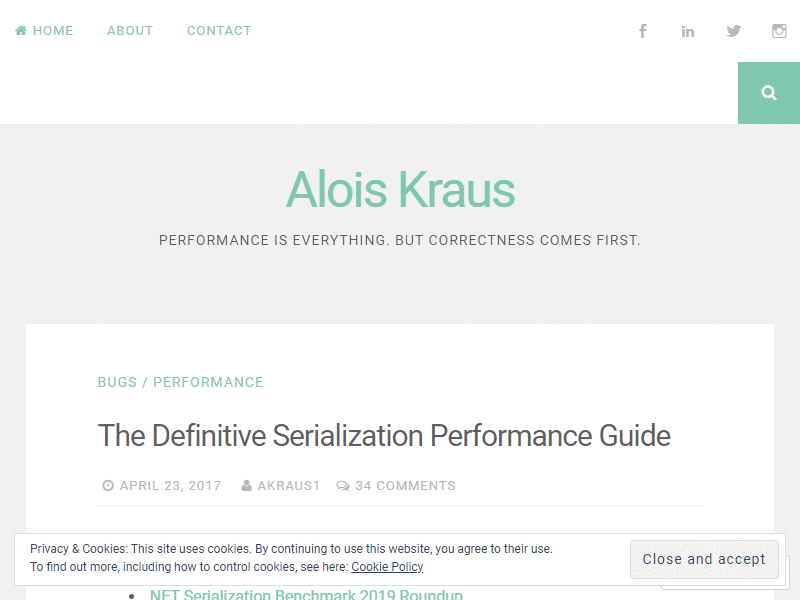 HOME ABOUT CONTACT
Alois Kraus
PERFORMANCE IS EVERYTHING. BUT CORRECTNESS COMES FIRST.
BUGS / PERFORMANCE
The Definitive Serialization Performance Guide
APRIL 23, 2017 AKRAUS1 34 COMMENTS
Privacy & Cookies: This site uses cookies. By continuing to use this website, you agree to their use.
To find out more, including how to control cookies, see here: Cookie Policy
Close and accept
.NET Serialization Benchmark 2019 Roundup